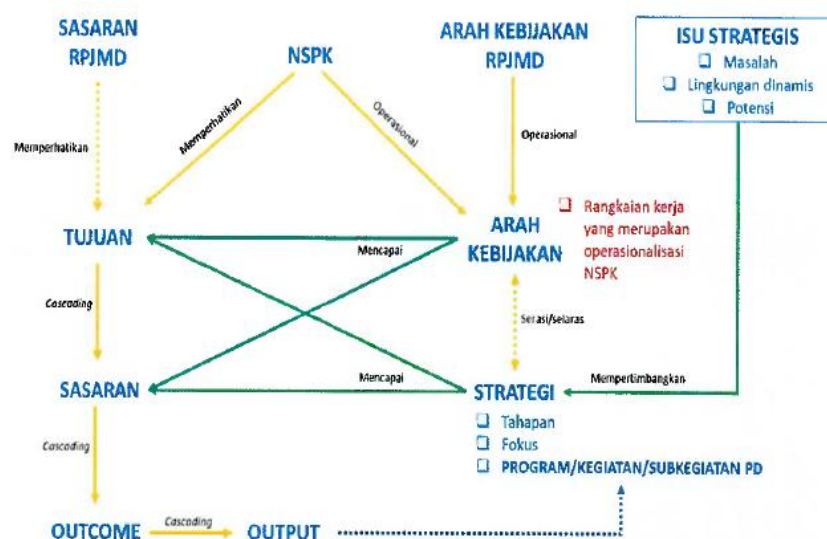 SASARAN
RPJMD
NSPK
ARAH KEBIJAKAN
RPJMD
ISU STRATEGIS
❑ Masalah
❑ Lingkungan dinamis
❑ Potensi
Memperhatikan
Memperhatikan
Operasional
Operasional
TUJUAN
ARAH
KEBIJAKAN
❑ Rangkaian kerja
yang merupakan
operasionalisasi
NSPK
Mencapai
Cascading
Serasi/selaras
SASARAN
Mencapai
STRATEGI
Mempertimbangkan
❑ Tahapan
❑ Fokus
❑ PROGRAM/KEGIATAN/SUBKEGIATAN PD
Cascading
OUTCOME
Cascading
OUTPUT